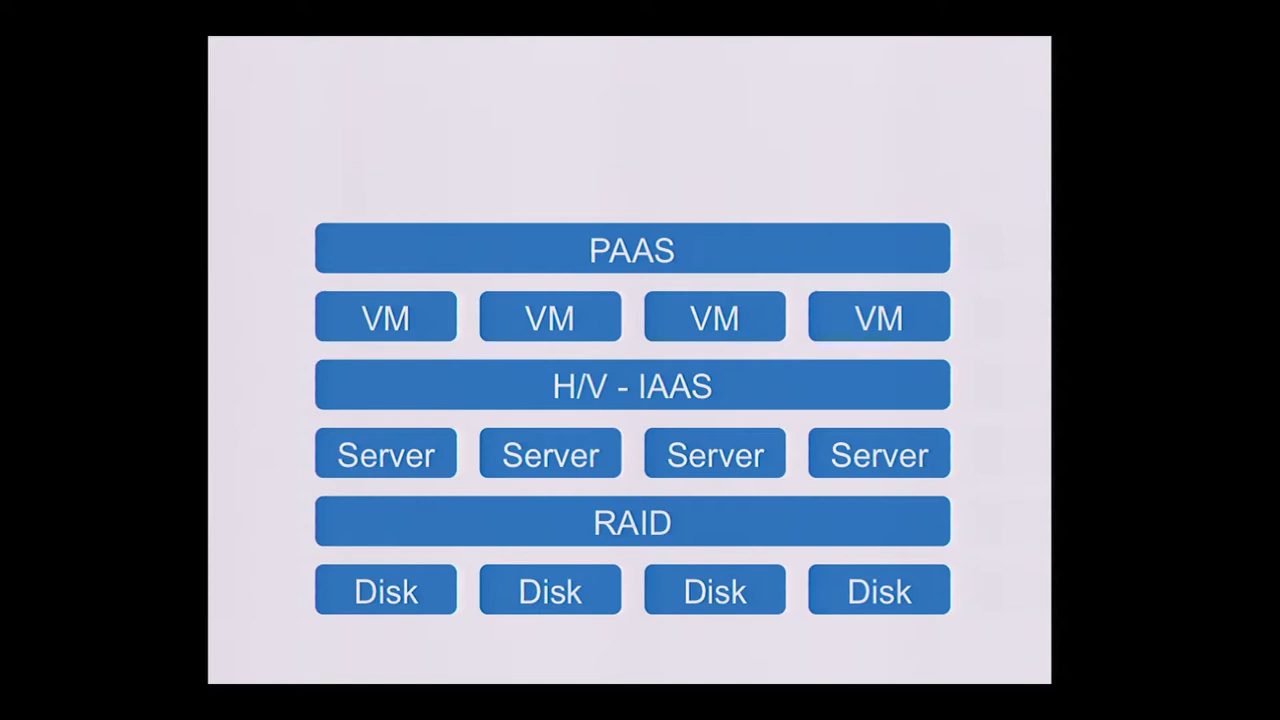 PAAS
VM VM VM VM
H/V - IAAS
Server Server Server Server
RAID
Disk Disk Disk Disk